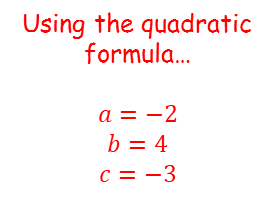 Using the quadratic
formula...
a = −2
b = 4
c = −3